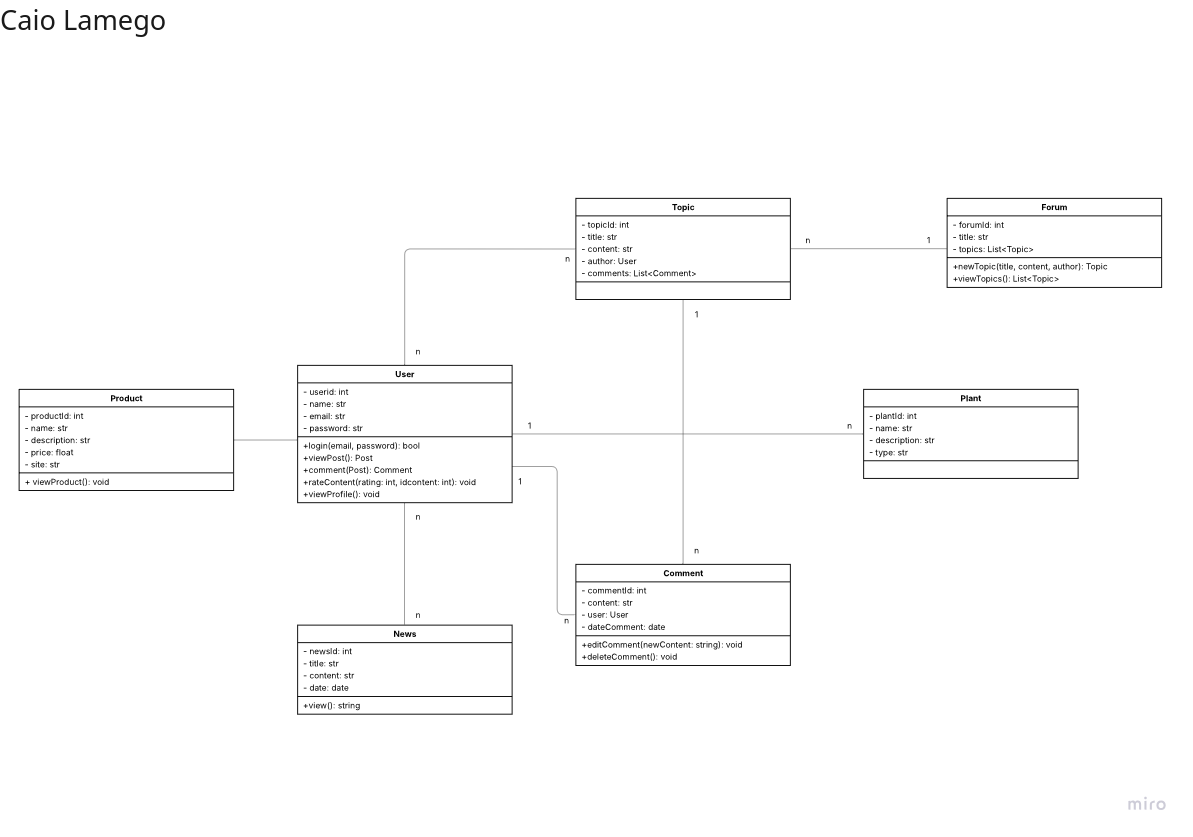 Caio Lamego
Topic
- topicId: int
- title: str
- content: str
- author: User
- comments: List<Comment>
Forum
- forumId: int
- title: str
- topics: List<Topic>
+newTopic(title, content, author): Topic
+viewTopics(): List<Topic>
n
1
n
1
n
Product
- productId: int
- name: str
- description: str
- price: float
- site: str
+ viewProduct(): void
User
- userid: int
- name: str
- email: str
- password: str
+login(email, password): bool
+viewPost(): Post
+comment(Post): Comment
+rateContent(rating: int, idcontent: int): void
+viewProfile(): void
1
n
1
Plant
- plantId: int
- name: str
- description: str
- type: str
n
n
n
n
Comment
- commentId: int
- content: str
- user: User
- dateComment: date
+editComment(newContent: string): void
+deleteComment(): void
News
- newsId: int
- title: str
- content: str
- date: date
+view(): string
miro